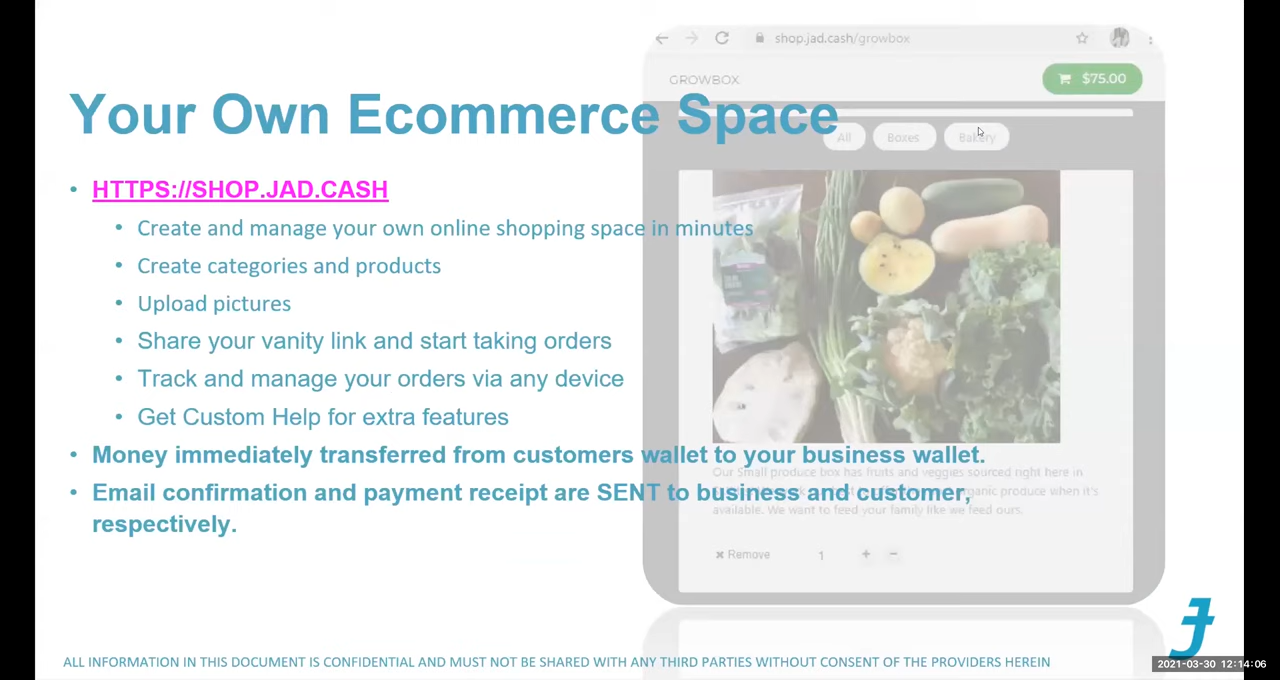 shop.jad.cash/growbox
GROWBOX
$75.00
Your Own Ecommerce Space
All Boxes Bakery
• HTTPS://SHOP.JAD.CASH
• Create and manage your own online shopping space in minutes
• Create categories and products
• Upload pictures
• Share your vanity link and start taking orders
• Track and manage your orders via any device
• Get Custom Help for extra features
• Money immediately transferred from customers wallet to your business wallet.
Our Small produce box has fruits and veggies sourced right here in
• Email confirmation and payment receipt are SENT to business and customer,
respectively.
organic produce when it's
available. We want to feed your family like we feed ours.
× Remove 1 + −
ALL INFORMATION IN THIS DOCUMENT IS CONFIDENTIAL AND MUST NOT BE SHARED WITH ANY THIRD PARTIES WITHOUT CONSENT OF THE PROVIDERS HEREIN
2021-03-30 12:14:06